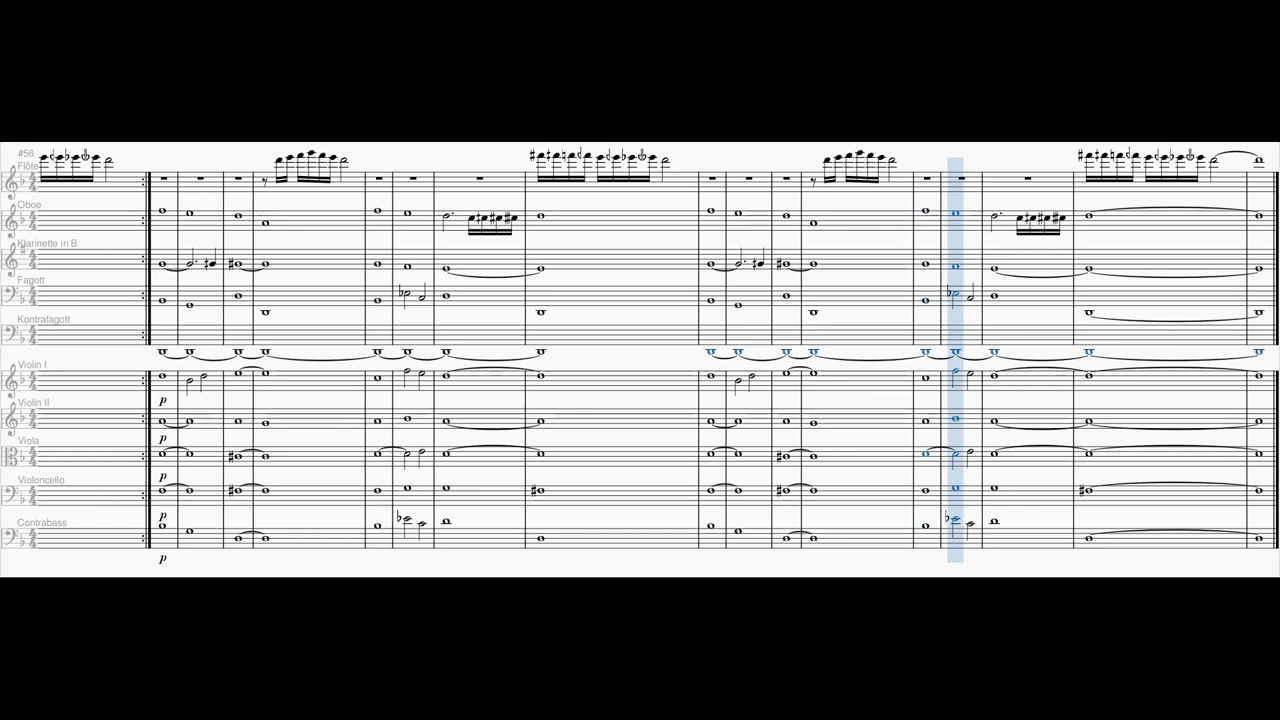 #56
Flöte
Oboe
Klarinette in B
Fagott
Kontrafagott
Violin I
p
Violin II
p
Viola
p
Violoncello
p
Contrabass
p